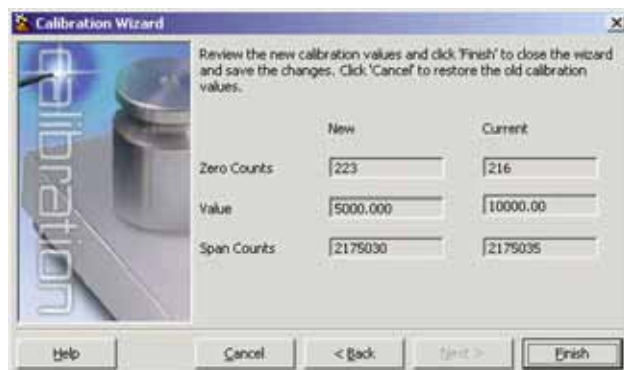 Calibration Wizard
Review the new calibration values and click 'Finish' to close the wizard
and save the changes. Click 'Cancel' to restore the old calibration
values.
calibration
New Current
Zero Counts 223 216
Value 5000.000 10000.00
Span Counts 2175030 2175035
Help Cancel < Back Next > Finish